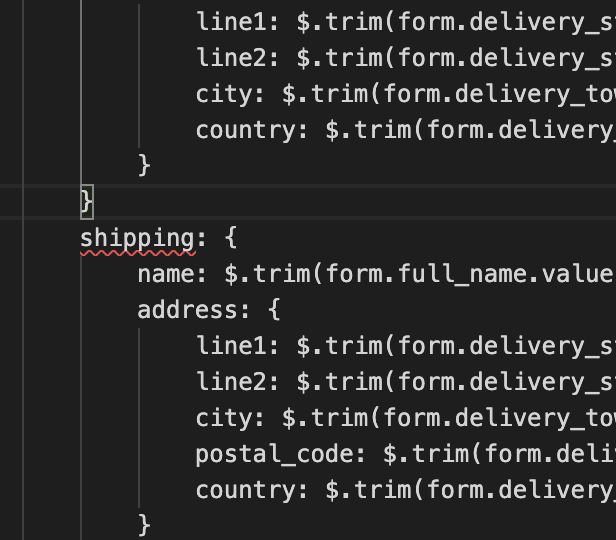 line1: $.trim(form.delivery_s
line2: $.trim(form.delivery_s
city: $.trim(form.delivery_to
country: $.trim(form.delivery_
}
}
shipping: {
name: $.trim(form.full_name.value
address: {
line1: $.trim(form.delivery_s
line2: $.trim(form.delivery_s
city: $.trim(form.delivery_to
postal_code: $.trim(form.deli
country: $.trim(form.delivery_
}